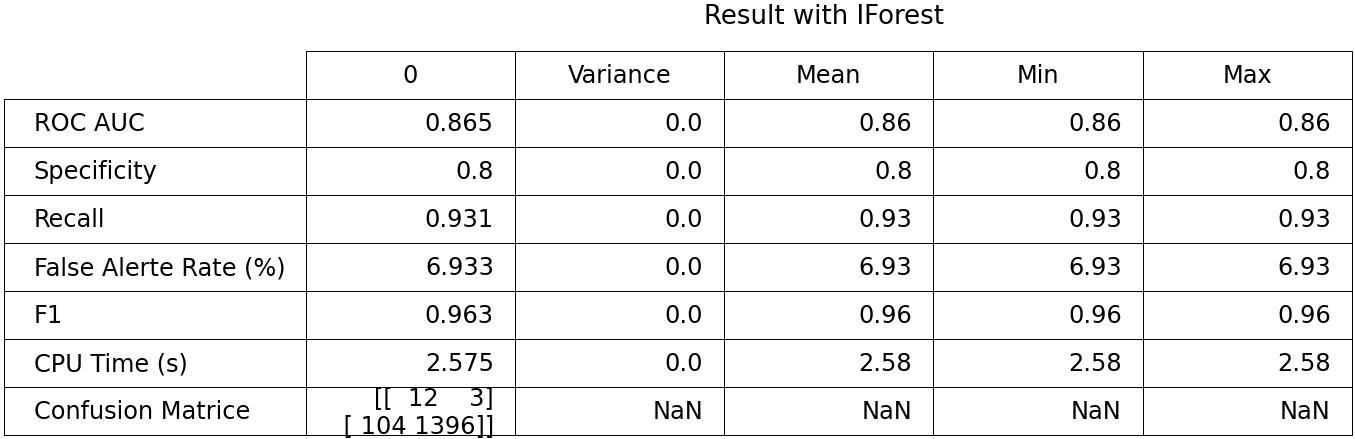 Result with IForest
0 Variance Mean Min Max
ROC AUC 0.865 0.0 0.86 0.86 0.86
Specificity 0.8 0.0 0.8 0.8 0.8
Recall 0.931 0.0 0.93 0.93 0.93
False Alerte Rate (%) 6.933 0.0 6.93 6.93 6.93
F1 0.963 0.0 0.96 0.96 0.96
CPU Time (s) 2.575 0.0 2.58 2.58 2.58
Confusion Matrice [[ 12 3] NaN NaN NaN NaN
[ 104 1396]]